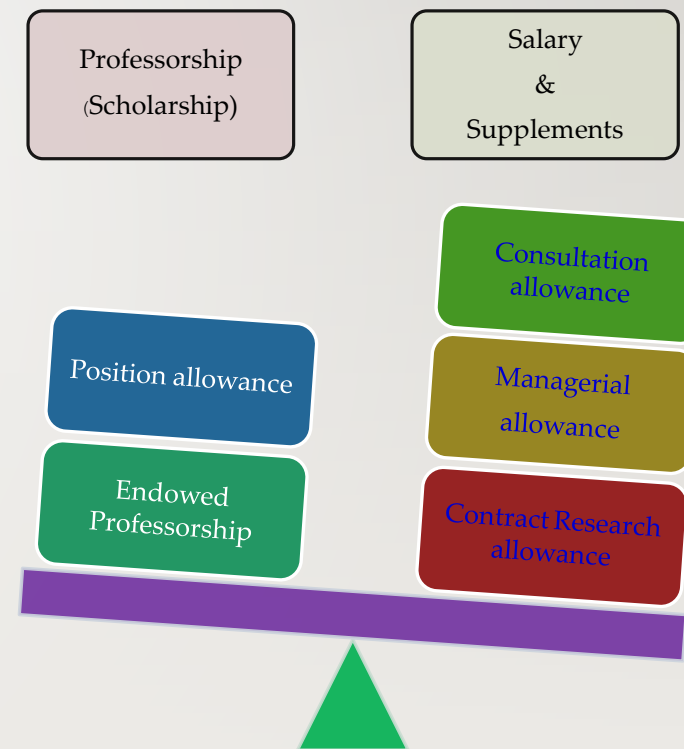 Professorship
(Scholarship)
Salary
&
Supplements
Position allowance
Endowed
Professorship
Consultation
allowance
Managerial
allowance
Contract Research
allowance